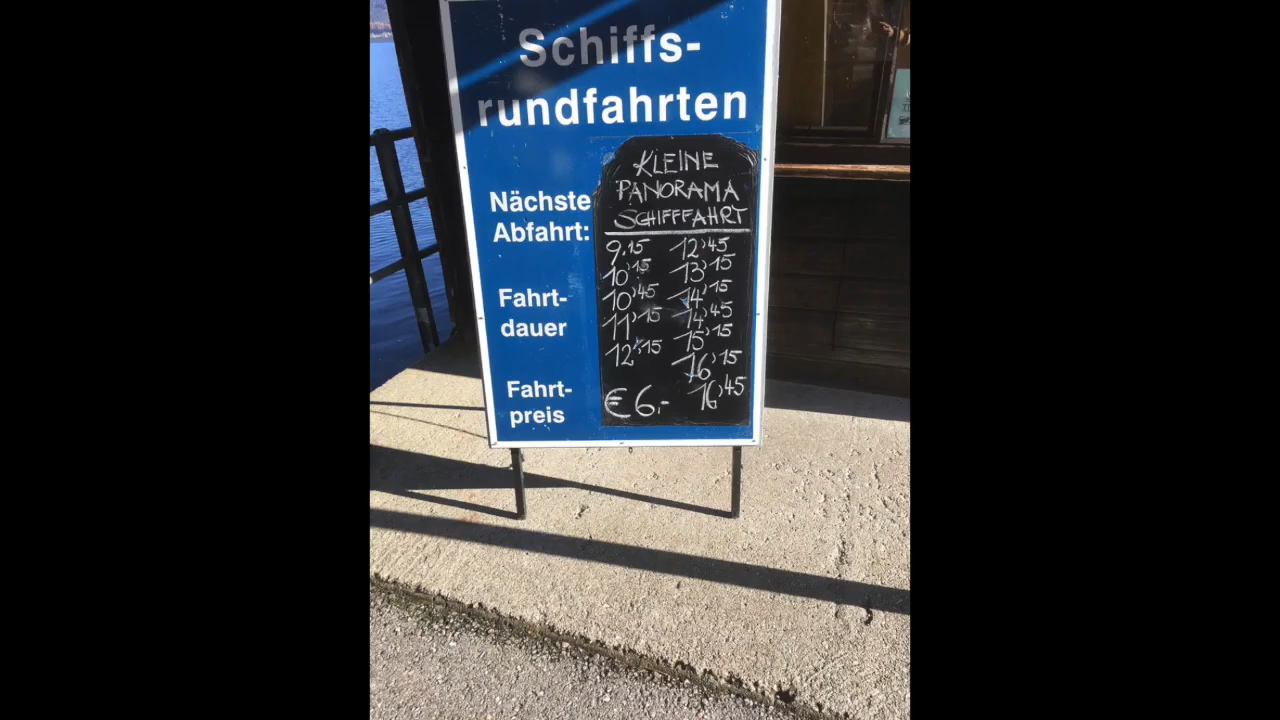 Schiffs-
rundfahrten
KLEINE
PANORAMA
SCHIFFFAHRT
Nächste
Abfahrt:
9.15 12'45
10'15 13'15
10'45 14'15
11'15 14'45
12'15 15'15
16'15
Fahrt-
dauer
Fahrt-
preis
€ 6,- 16'45